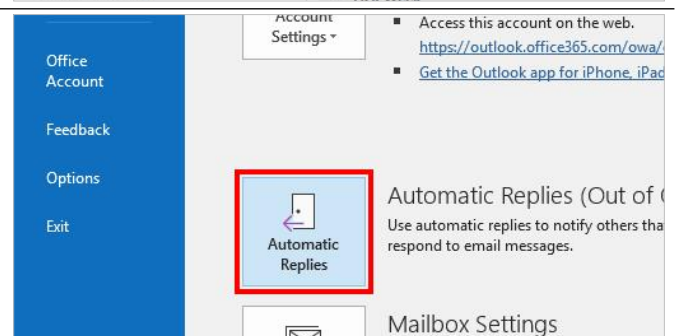 Office
Account
Feedback
Options
Exit
Account
Settings
Access this account on the web.
https://outlook.office365.com/owa/
Get the Outlook app for iPhone, iPad
Automatic
Replies
Automatic Replies (Out of
Use automatic replies to notify others tha
respond to email messages.
Mailbox Settings